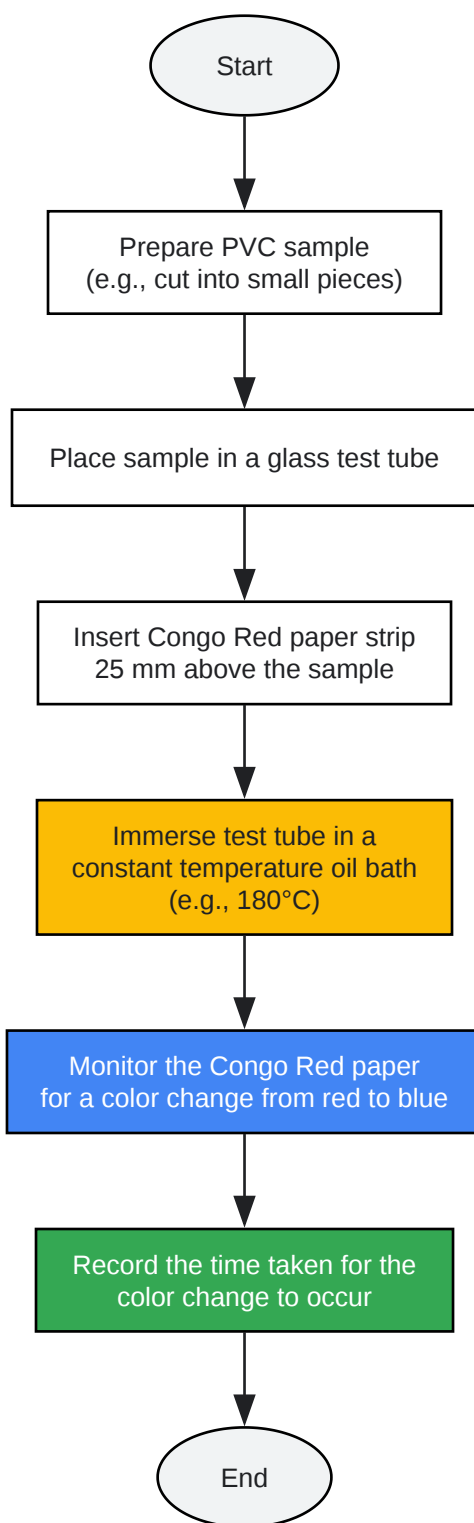 Start
Prepare PVC sample
(e.g., cut into small pieces)
Place sample in a glass test tube
Insert Congo Red paper strip
25 mm above the sample
Immerse test tube in a
constant temperature oil bath
(e.g., 180°C)
Monitor the Congo Red paper
for a color change from red to blue
Record the time taken for the
color change to occur
End